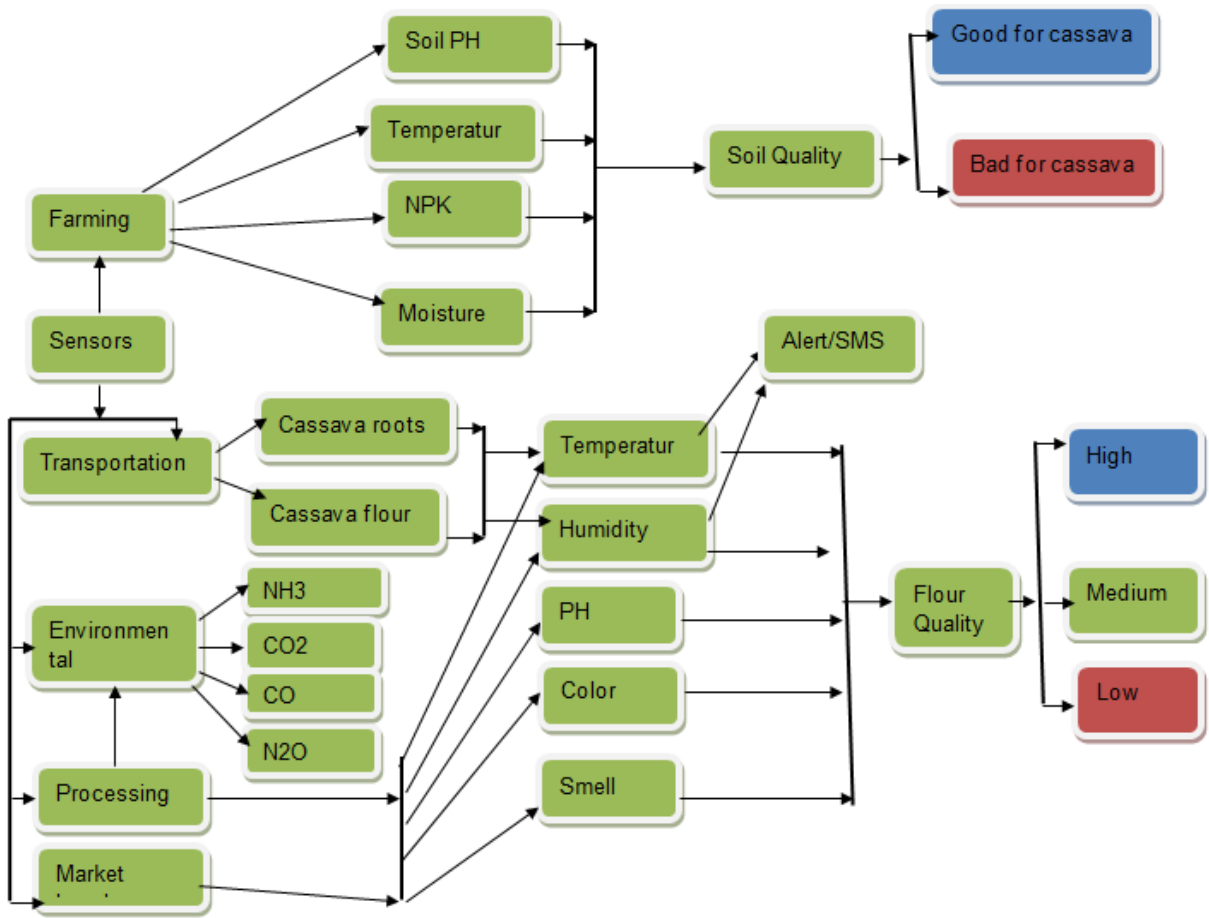 Soil PH
Good for cassava
Temperatur
Soil Quality
Bad for cassava
NPK
Farming
Moisture
Sensors
Alert/SMS
Cassava roots
Temperatur
High
Transportation
Cassava flour
Humidity
NH3
PH
Flour
Quality
Medium
Environmen
tal
CO2
CO
Color
Low
N2O
Processing
Smell
Market